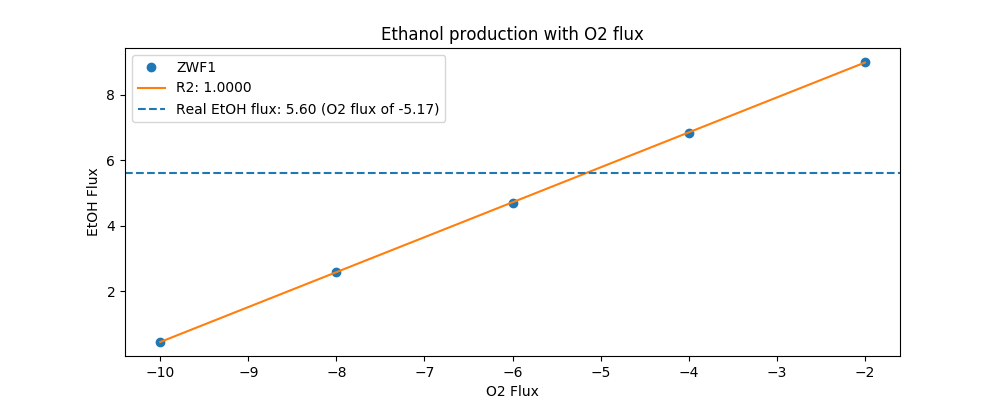 Ethanol production with O2 flux
ZWF1
R2: 1.0000
Real EtOH flux: 5.60 (O2 flux of -5.17)
EtOH Flux
8
6
4
2
−10
−9
−8
−7
−6
−5
−4
−3
−2
O2 Flux